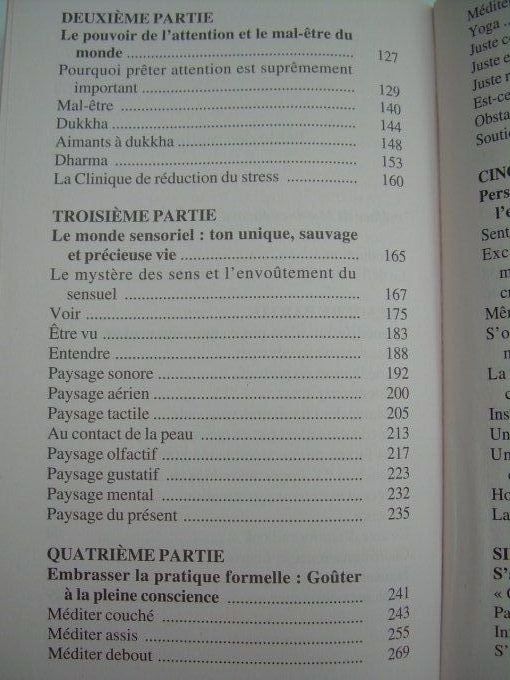 DEUXIÈME PARTIE
Le pouvoir de l'attention et le mal-être du
monde ............ 127
Pourquoi prêter attention est suprêmement
important ............ 129
Mal-être ............ 140
Dukkha ............ 144
Aimants à dukkha ............ 148
Dharma ............ 153
La Clinique de réduction du stress ............ 160
TROISIÈME PARTIE
Le monde sensoriel : ton unique, sauvage
et précieuse vie ............ 165
Le mystère des sens et l'envoûtement du
sensuel ............ 167
Voir ............ 175
Être vu ............ 183
Entendre ............ 188
Paysage sonore ............ 192
Paysage aérien ............ 200
Paysage tactile ............ 205
Au contact de la peau ............ 213
Paysage olfactif ............ 217
Paysage gustatif ............ 223
Paysage mental ............ 232
Paysage du présent ............ 235
QUATRIÈME PARTIE
Embrasser la pratique formelle : Goûter
à la pleine conscience ............ 241
Méditer couché ............ 243
Méditer assis ............ 255
Méditer debout ............ 269
Méditer
Yoga ..
Juste
Juste
Juste
Est-ce
CINQ
Pers
l'e
Sent
Exc
m
cr
Mêm
S'o
n
La
c
Ins
Un
Un
Ho
La
SI
S'
« C
Pa
In
S'